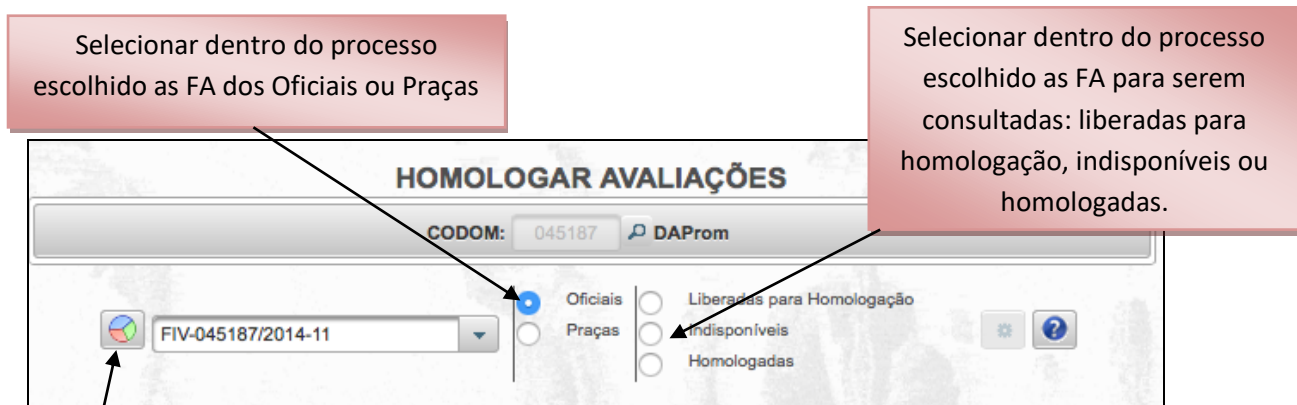 Selecionar dentro do processo
escolhido as FA dos Oficiais ou Praças
Selecionar dentro do processo
escolhido as FA para serem
consultadas: liberadas para
homologação, indisponíveis ou
homologadas.
HOMOLOGAR AVALIAÇÕES
CODOM: 045187 DAProm
FIV-045187/2014-11
Oficiais
Praças
Liberadas para Homologação
Indisponíveis
Homologadas